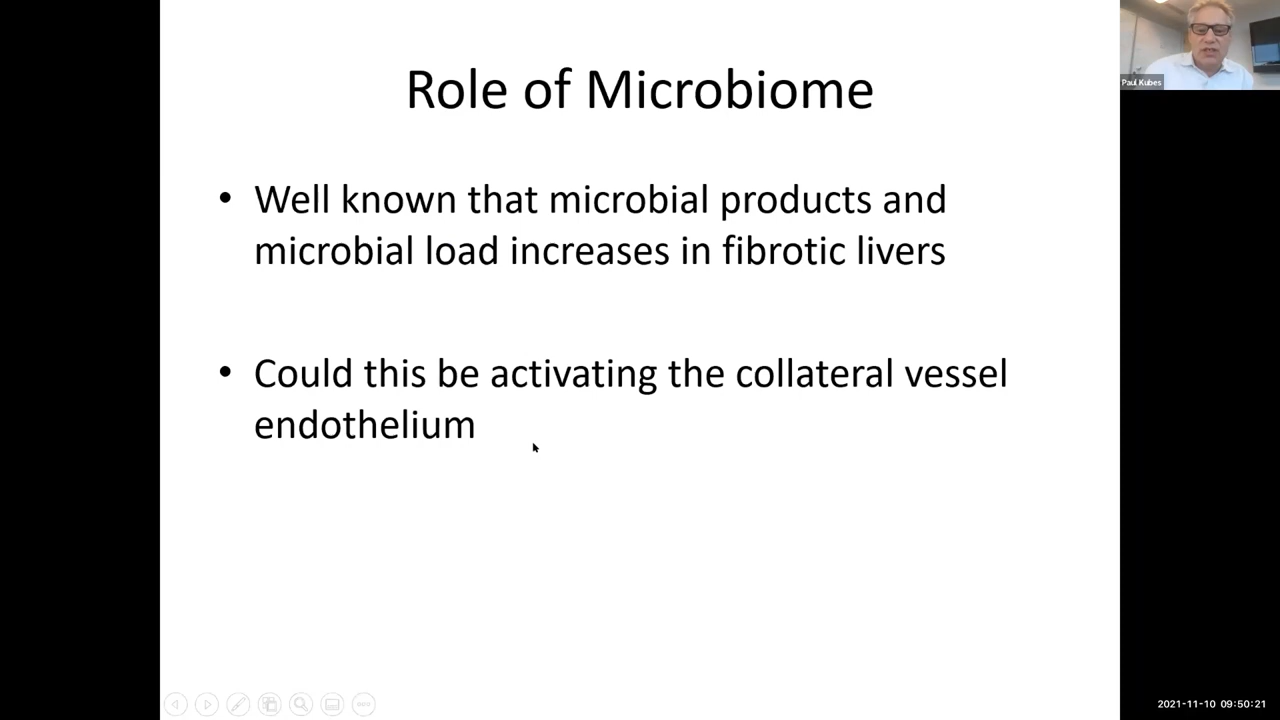 Role of Microbiome
• Well known that microbial products and
microbial load increases in fibrotic livers
• Could this be activating the collateral vessel
endothelium
Paul Kubes
2021-11-10 09:50:21